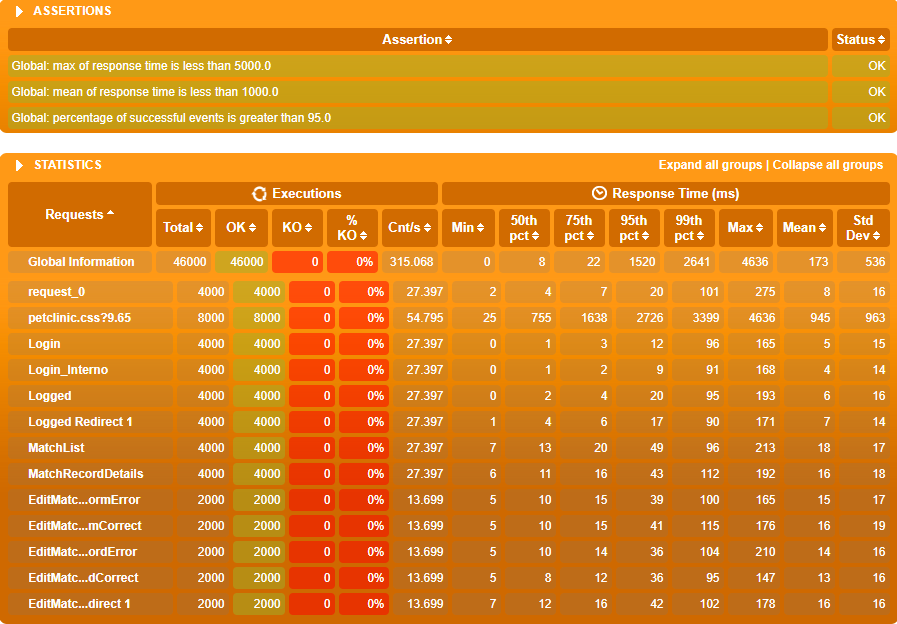 ASSERTIONS
Assertion Status
Global: max of response time is less than 5000.0 OK
Global: mean of response time is less than 1000.0 OK
Global: percentage of successful events is greater than 95.0 OK
STATISTICS Expand all groups | Collapse all groups
Requests Executions Response Time (ms)
Total OK KO % KO Cnt/s Min 50th pct 75th pct 95th pct 99th pct Max Mean Std Dev
Global Information 46000 46000 0 0% 315.068 0 8 22 1520 2641 4636 173 536
request_0 4000 4000 0 0% 27.397 2 4 7 20 101 275 8 16
petclinic.css?9.65 8000 8000 0 0% 54.795 25 755 1638 2726 3399 4636 945 963
Login 4000 4000 0 0% 27.397 0 1 3 12 96 165 5 15
Login_Interno 4000 4000 0 0% 27.397 0 1 2 9 91 168 4 14
Logged 4000 4000 0 0% 27.397 0 2 4 20 95 193 6 16
Logged Redirect 1 4000 4000 0 0% 27.397 1 4 6 17 90 171 7 14
MatchList 4000 4000 0 0% 27.397 7 13 20 49 96 213 18 17
MatchRecordDetails 4000 4000 0 0% 27.397 6 11 16 43 112 192 16 18
EditMatc...ormError 2000 2000 0 0% 13.699 5 10 15 39 100 165 15 17
EditMatc...mCorrect 2000 2000 0 0% 13.699 5 10 15 41 115 176 16 19
EditMatc...ordError 2000 2000 0 0% 13.699 5 10 14 36 104 210 14 16
EditMatc...dCorrect 2000 2000 0 0% 13.699 5 8 12 36 95 147 13 16
EditMatc...direct 1 2000 2000 0 0% 13.699 7 12 16 42 102 178 16 16